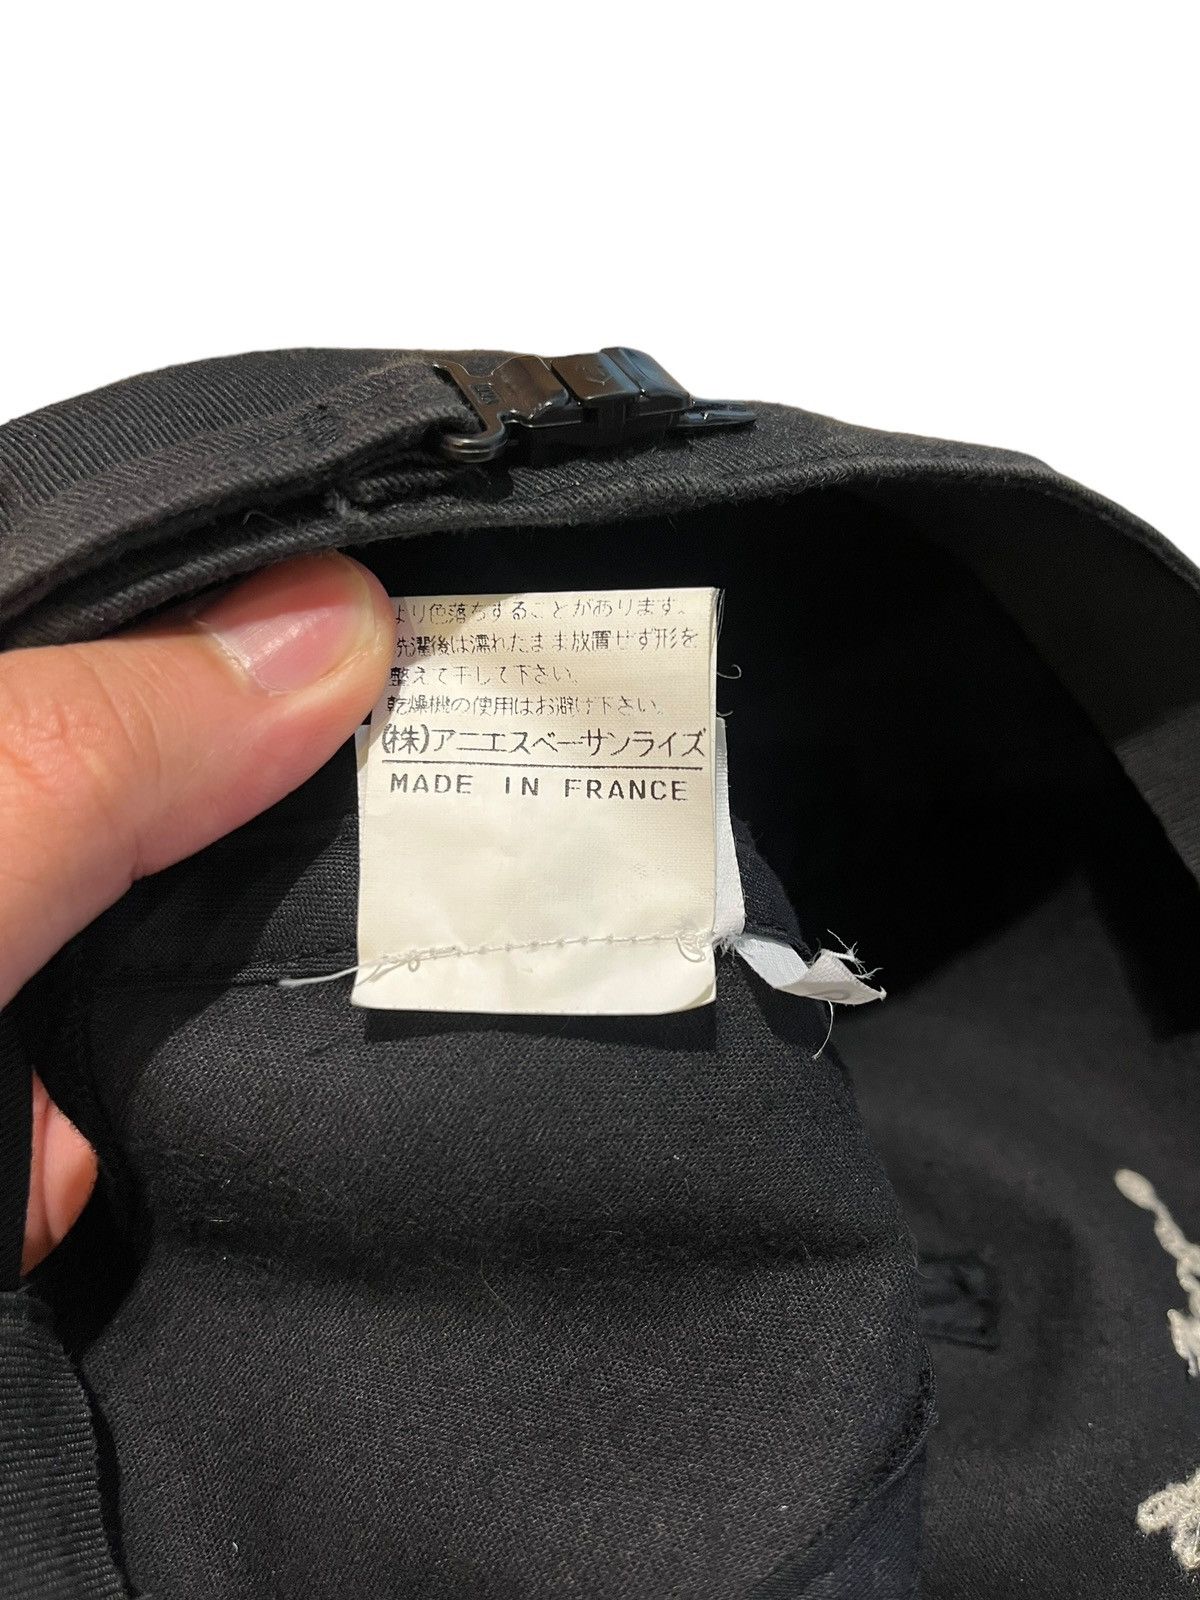 より色落ちすることがあります。
洗濯後は濡れたまま放置せず形を
整えて干して下さい。
乾燥機の使用はお避け下さい。
(株)アニエスベーサンライズ
MADE IN FRANCE